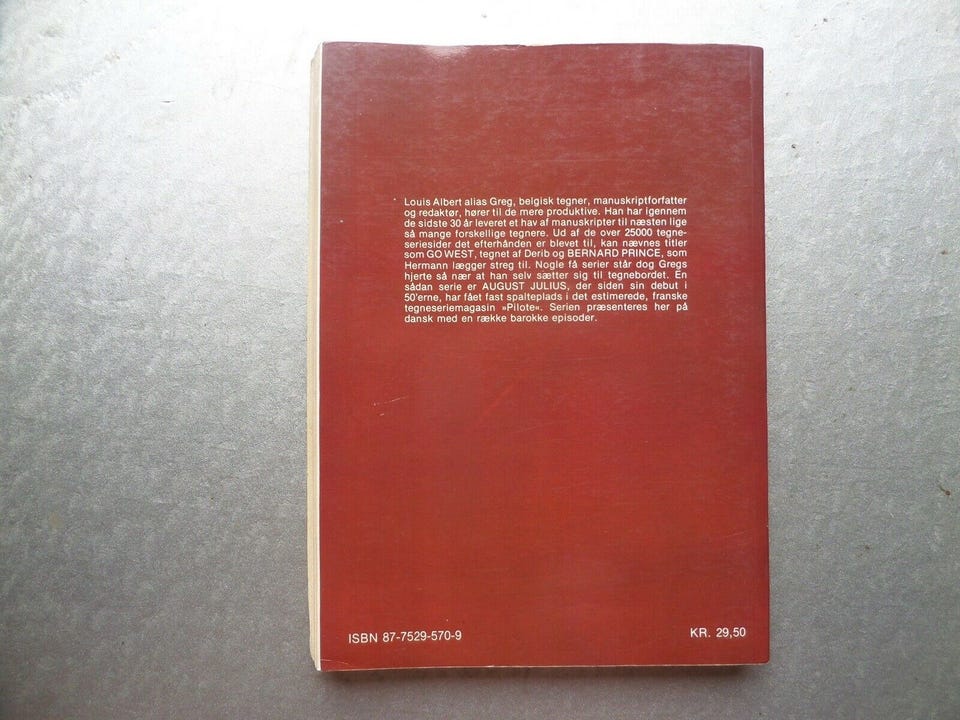 Louis Albert alias Greg, belgisk tegner, manuskriptforfatter
og redaktør, hører til de mere produktive. Han har igennem
de sidste 30 år leveret et hav af manuskripter til næsten lige
så mange forskellige tegnere. Ud af de over 25000 tegne-
seriesider det efterhånden er blevet til, kan nævnes titler
som GO WEST, tegnet af Derib og BERNARD PRINCE, som
Hermann lægger streg til. Nogle få serier står dog Gregs
hjerte så nær at han selv sætter sig til tegnebordet. En
sådan serie er AUGUST JULIUS, der siden sin debut i
50'erne, har fået fast spalteplads i det estimerede, franske
tegneseriemagasin »Pilote«. Serien præsenteres her på
dansk med en række barokke episoder.
ISBN 87-7529-570-9
KR. 29,50